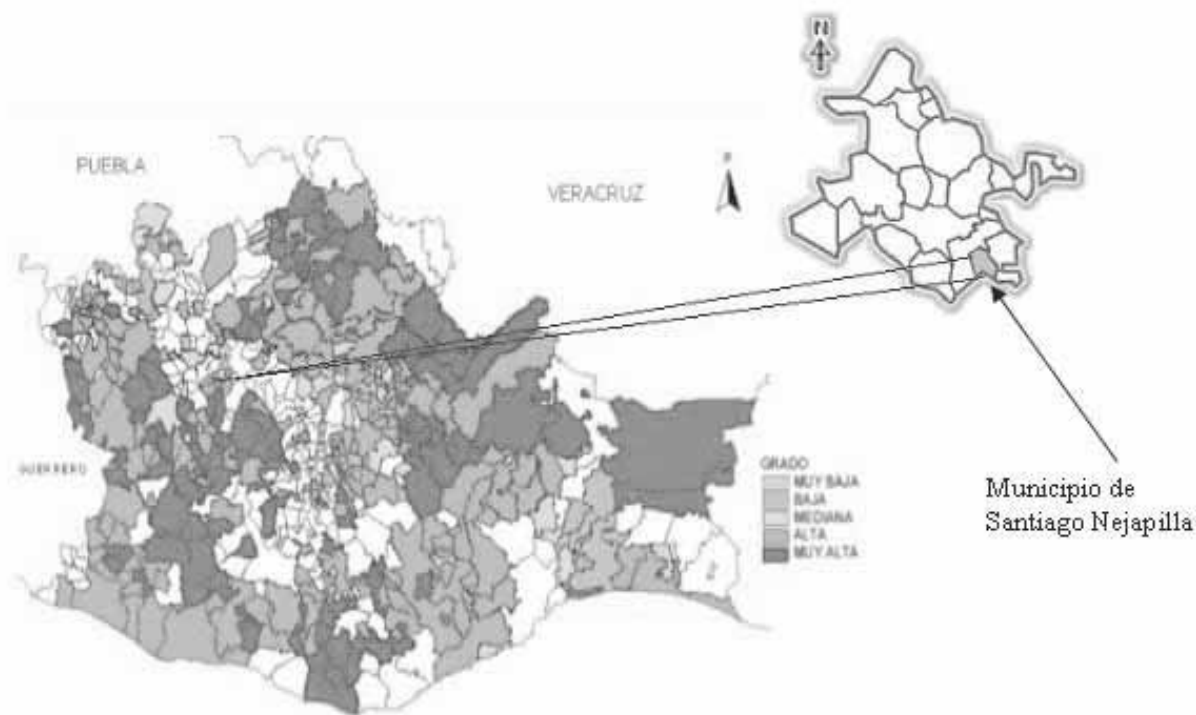 N
PUEBLA
VERACRUZ
GUERRERO
GRADO
MUY BAJA
BAJA
MEDIANA
ALTA
MUY ALTA
Municipio de
Santiago Nejapilla